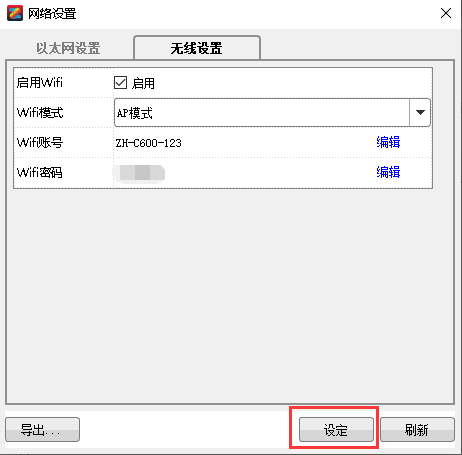 网络设置
以太网设置 无线设置
启用Wifi 启用
Wifi模式 AP模式
Wifi账号 ZH-C600-123 编辑
Wifi密码 编辑
导出... 设定 刷新